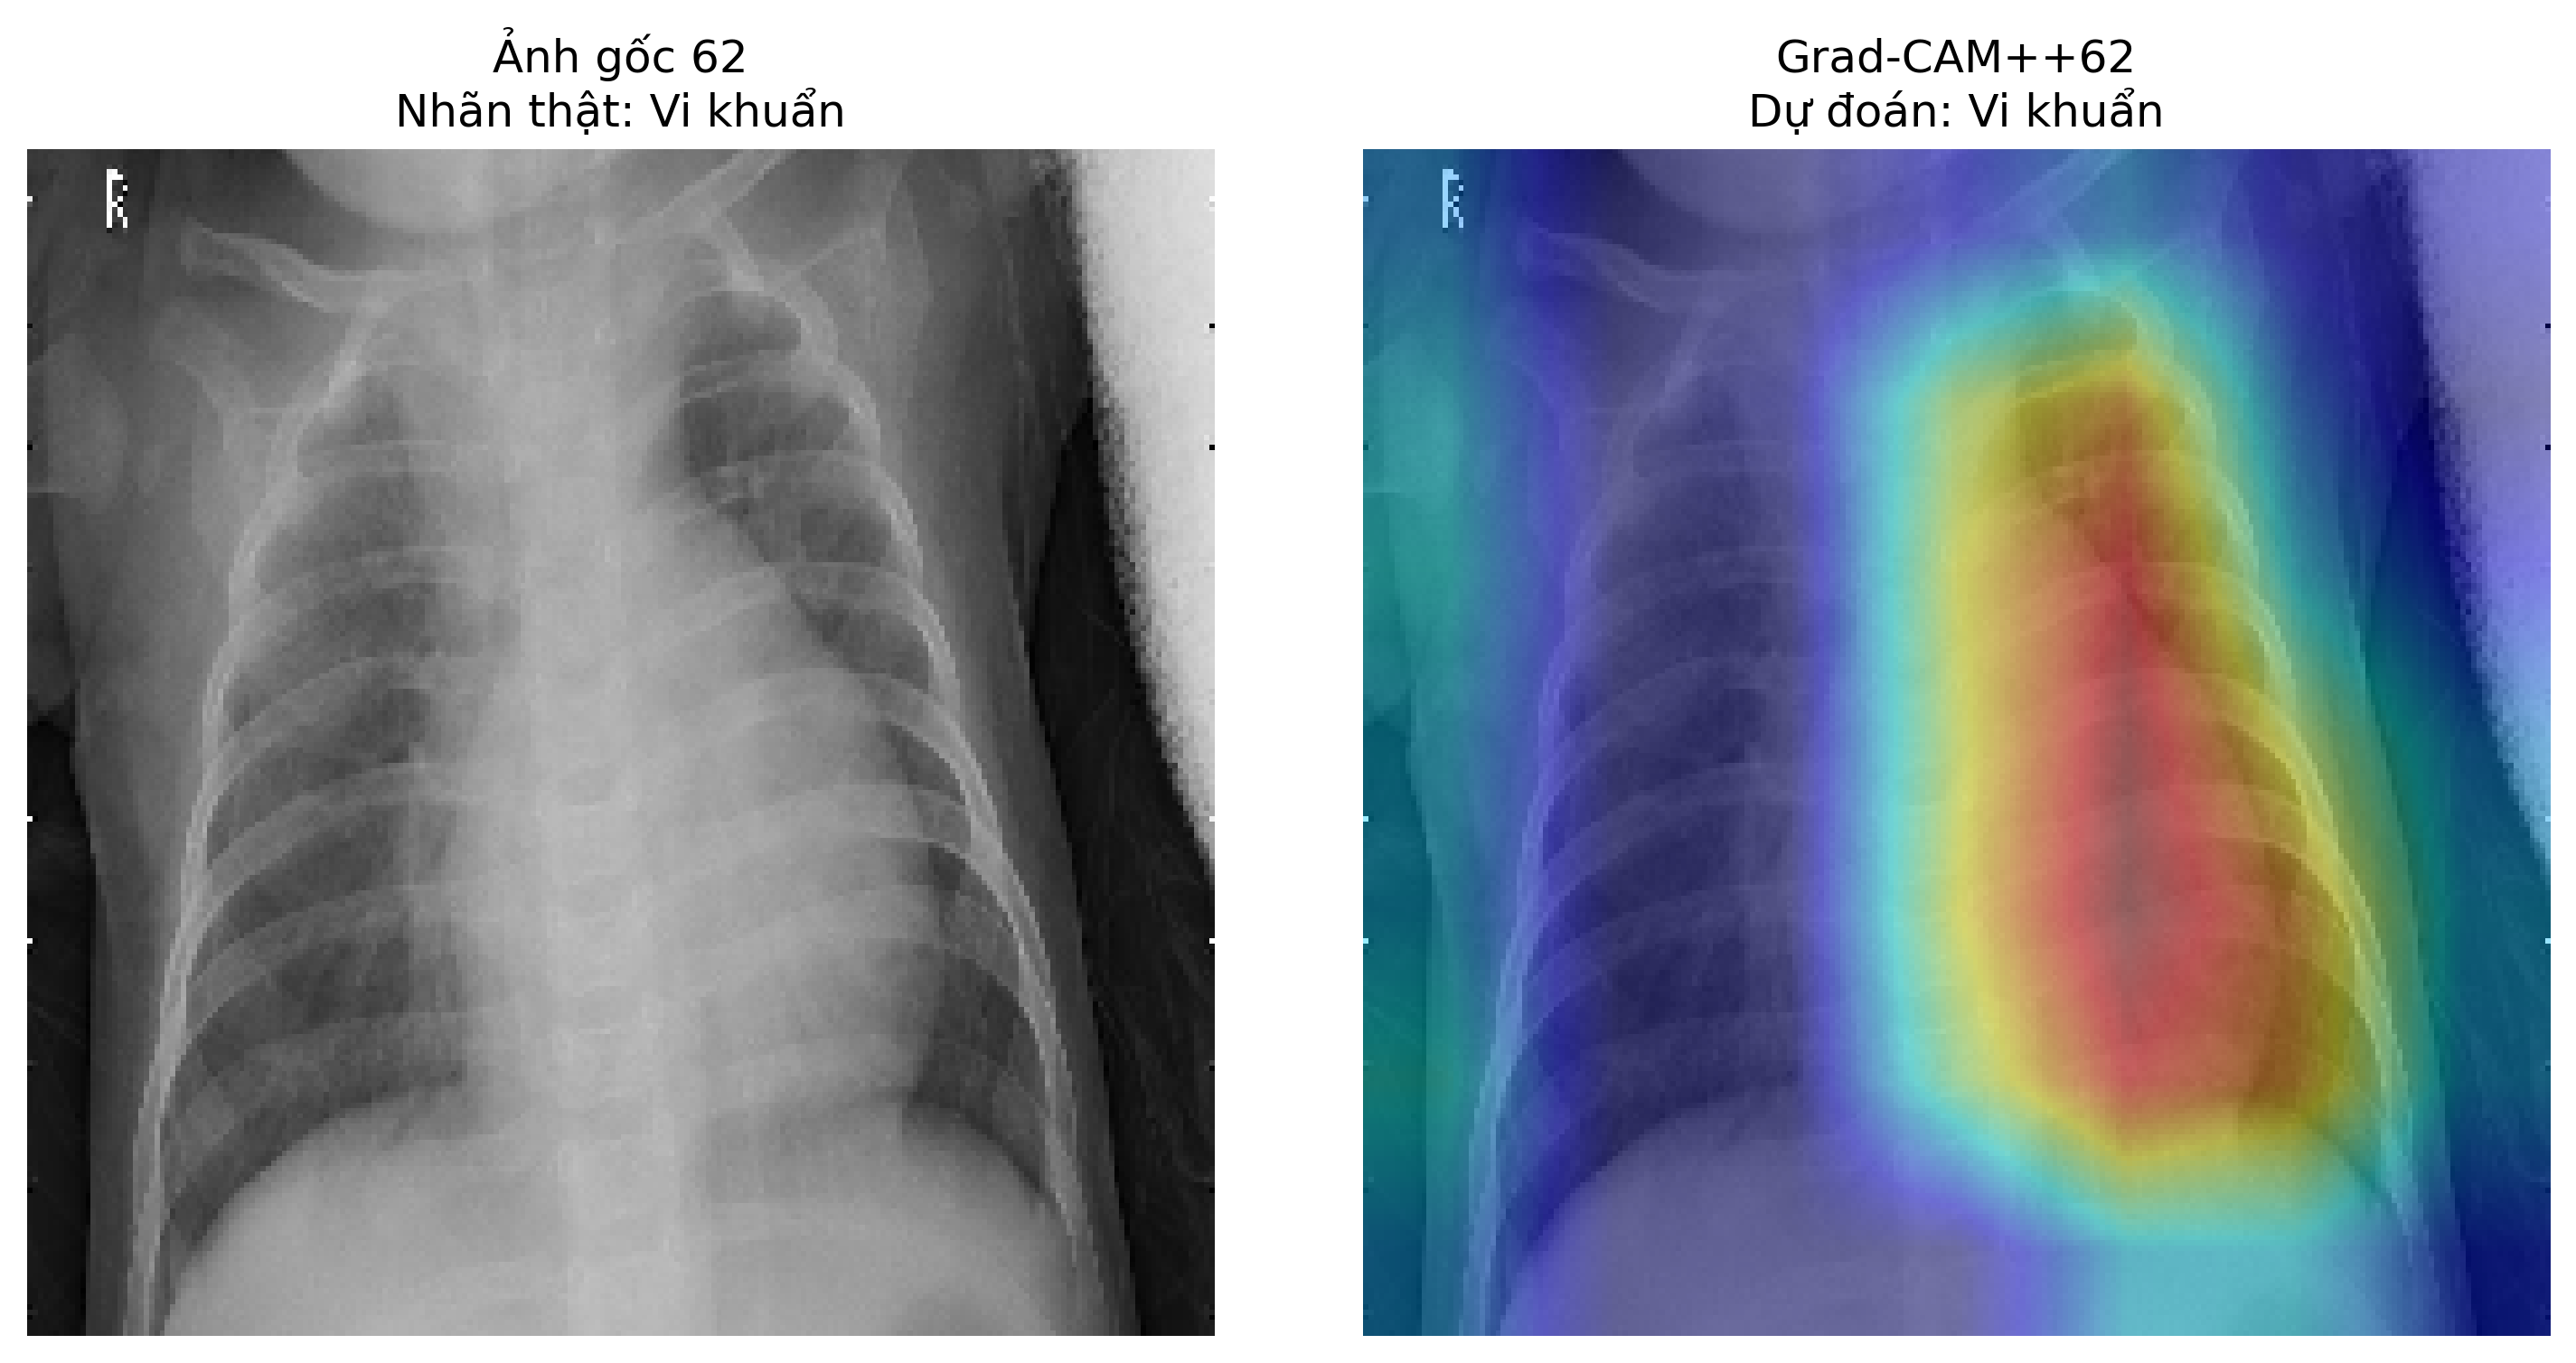 Ảnh gốc 62
Nhãn thật: Vi khuẩn
R
Grad-CAM++62
Dự đoán: Vi khuẩn
R